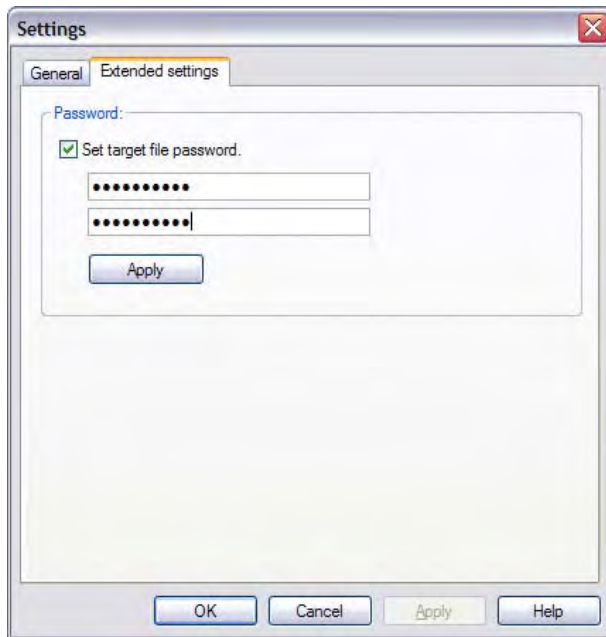 Settings
General Extended settings
Password:
Set target file password.
••••••••••
••••••••••
Apply
OK Cancel Apply Help